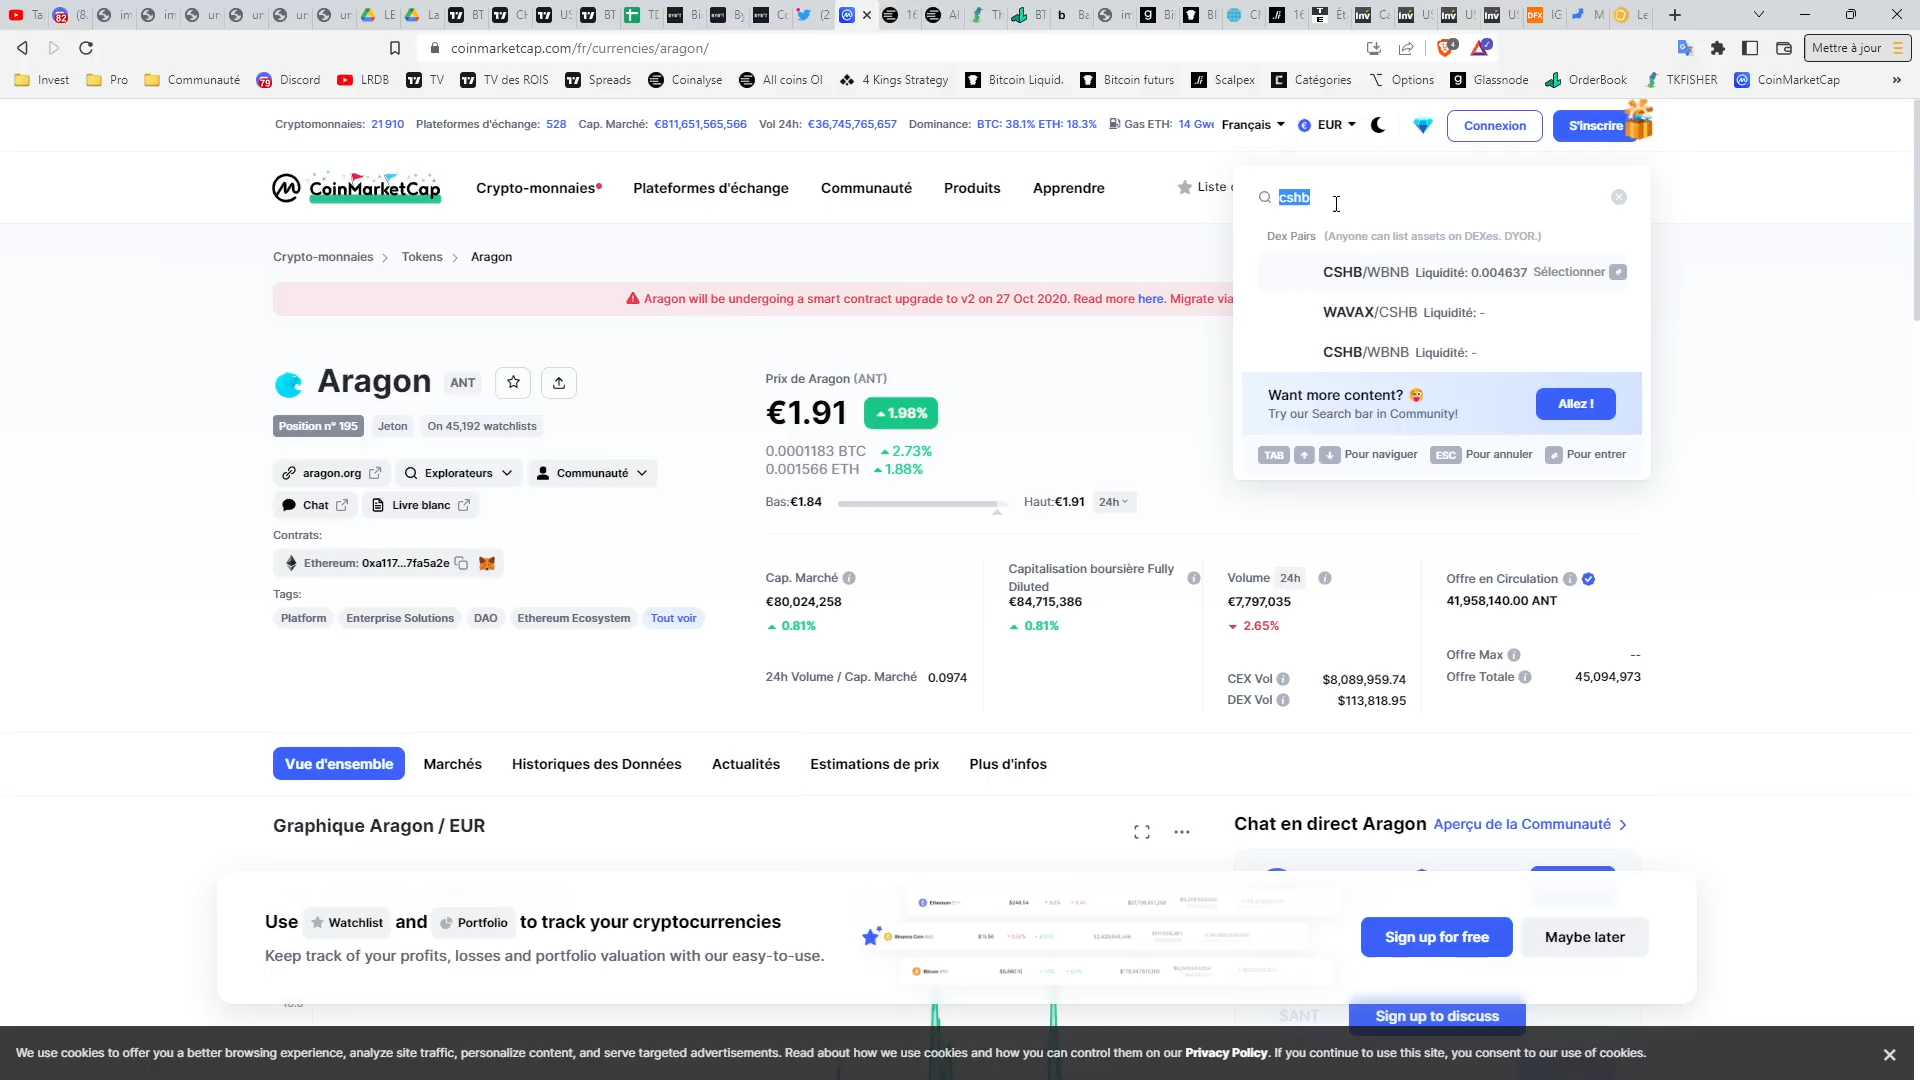 coinmarketcap.com/fr/currencies/aragon/
Mettre à jour
Invest Pro Communauté Discord LRDB TV TV des ROIS Spreads Coinalyse All coins OI 4 Kings Strategy Bitcoin Liquid. Bitcoin futurs Scalpex Catégories Options Glassnode OrderBook TKFISHER CoinMarketCap
Cryptomonnaies: 21910 Plateformes d'échange: 528 Cap. Marché: €811,651,565,566 Vol 24h: €36,745,765,657 Dominance: BTC: 38.1% ETH: 18.3% Gas ETH: 14 Gwe Français EUR Connexion S'inscrire
CoinMarketCap Crypto-monnaies Plateformes d'échange Communauté Produits Apprendre Liste
cshb
Dex Pairs (Anyone can list assets on DEXes. DYOR.)
CSHB/WBNB Liquidité: 0.004637 Sélectionner
WAVAX/CSHB Liquidité: -
CSHB/WBNB Liquidité: -
Want more content?
Try our Search bar in Community!
Allez !
TAB Pour naviguer ESC Pour annuler Pour entrer
Crypto-monnaies > Tokens > Aragon
Aragon will be undergoing a smart contract upgrade to v2 on 27 Oct 2020. Read more here. Migrate via
Aragon ANT
Position n° 195 Jeton On 45,192 watchlists
aragon.org Explorateurs Communauté
Chat Livre blanc
Contrats:
Ethereum: 0xa117...7fa5a2e
Tags:
Platform Enterprise Solutions DAO Ethereum Ecosystem Tout voir
Prix de Aragon (ANT)
€1.91 1.98%
0.0001183 BTC 2.73%
0.001566 ETH 1.88%
Bas:€1.84 Haut:€1.91 24h
Cap. Marché
€80,024,258
0.81%
24h Volume / Cap. Marché 0.0974
Capitalisation boursière Fully
Diluted
€84,715,386
0.81%
Volume 24h
€7,797,035
2.65%
CEX Vol $8,089,959.74
DEX Vol $113,818.95
Offre en Circulation
41,958,140.00 ANT
Offre Max --
Offre Totale 45,094,973
Vue d'ensemble Marchés Historiques des Données Actualités Estimations de prix Plus d'infos
Graphique Aragon / EUR
Chat en direct Aragon Aperçu de la Communauté >
Use Watchlist and Portfolio to track your cryptocurrencies
Keep track of your profits, losses and portfolio valuation with our easy-to-use.
Sign up for free Maybe later
$ANT Sign up to discuss
We use cookies to offer you a better browsing experience, analyze site traffic, personalize content, and serve targeted advertisements. Read about how we use cookies and how you can control them on our Privacy Policy. If you continue to use this site, you consent to our use of cookies.